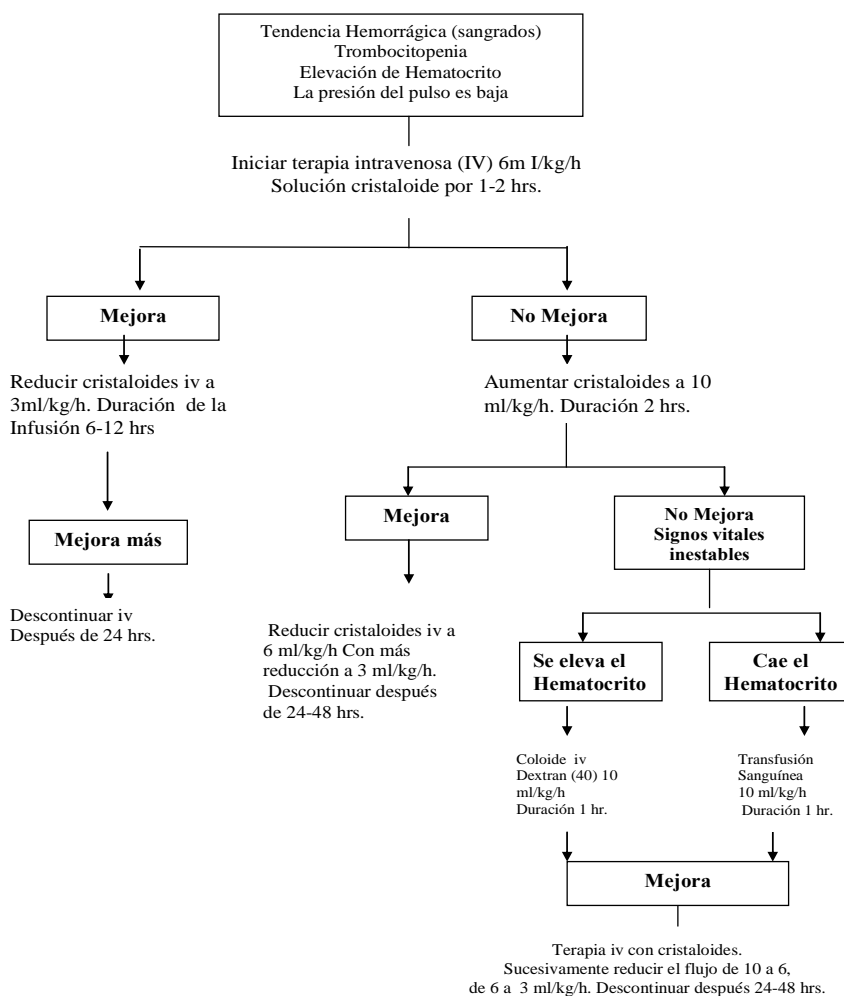 Tendencia Hemorrágica (sangrados)
Trombocitopenia
Elevación de Hematocrito
La presión del pulso es baja
Iniciar terapia intravenosa (IV) 6m I/kg/h
Solución cristaloide por 1-2 hrs.
Mejora
No Mejora
Reducir cristaloides iv a
3ml/kg/h. Duración de la
Infusión 6-12 hrs
Aumentar cristaloides a 10
ml/kg/h. Duración 2 hrs.
Mejora más
Mejora
No Mejora
Signos vitales
inestables
Descontinuar iv
Después de 24 hrs.
Reducir cristaloides iv a
6 ml/kg/h Con más
reducción a 3 ml/kg/h.
Descontinuar después
de 24-48 hrs.
Se eleva el
Hematocrito
Cae el
Hematocrito
Coloide iv
Dextran (40) 10
ml/kg/h
Duración 1 hr.
Transfusión
Sanguínea
10 ml/kg/h
Duración 1 hr.
Mejora
Terapia iv con cristaloides.
Sucesivamente reducir el flujo de 10 a 6,
de 6 a 3 ml/kg/h. Descontinuar después 24-48 hrs.